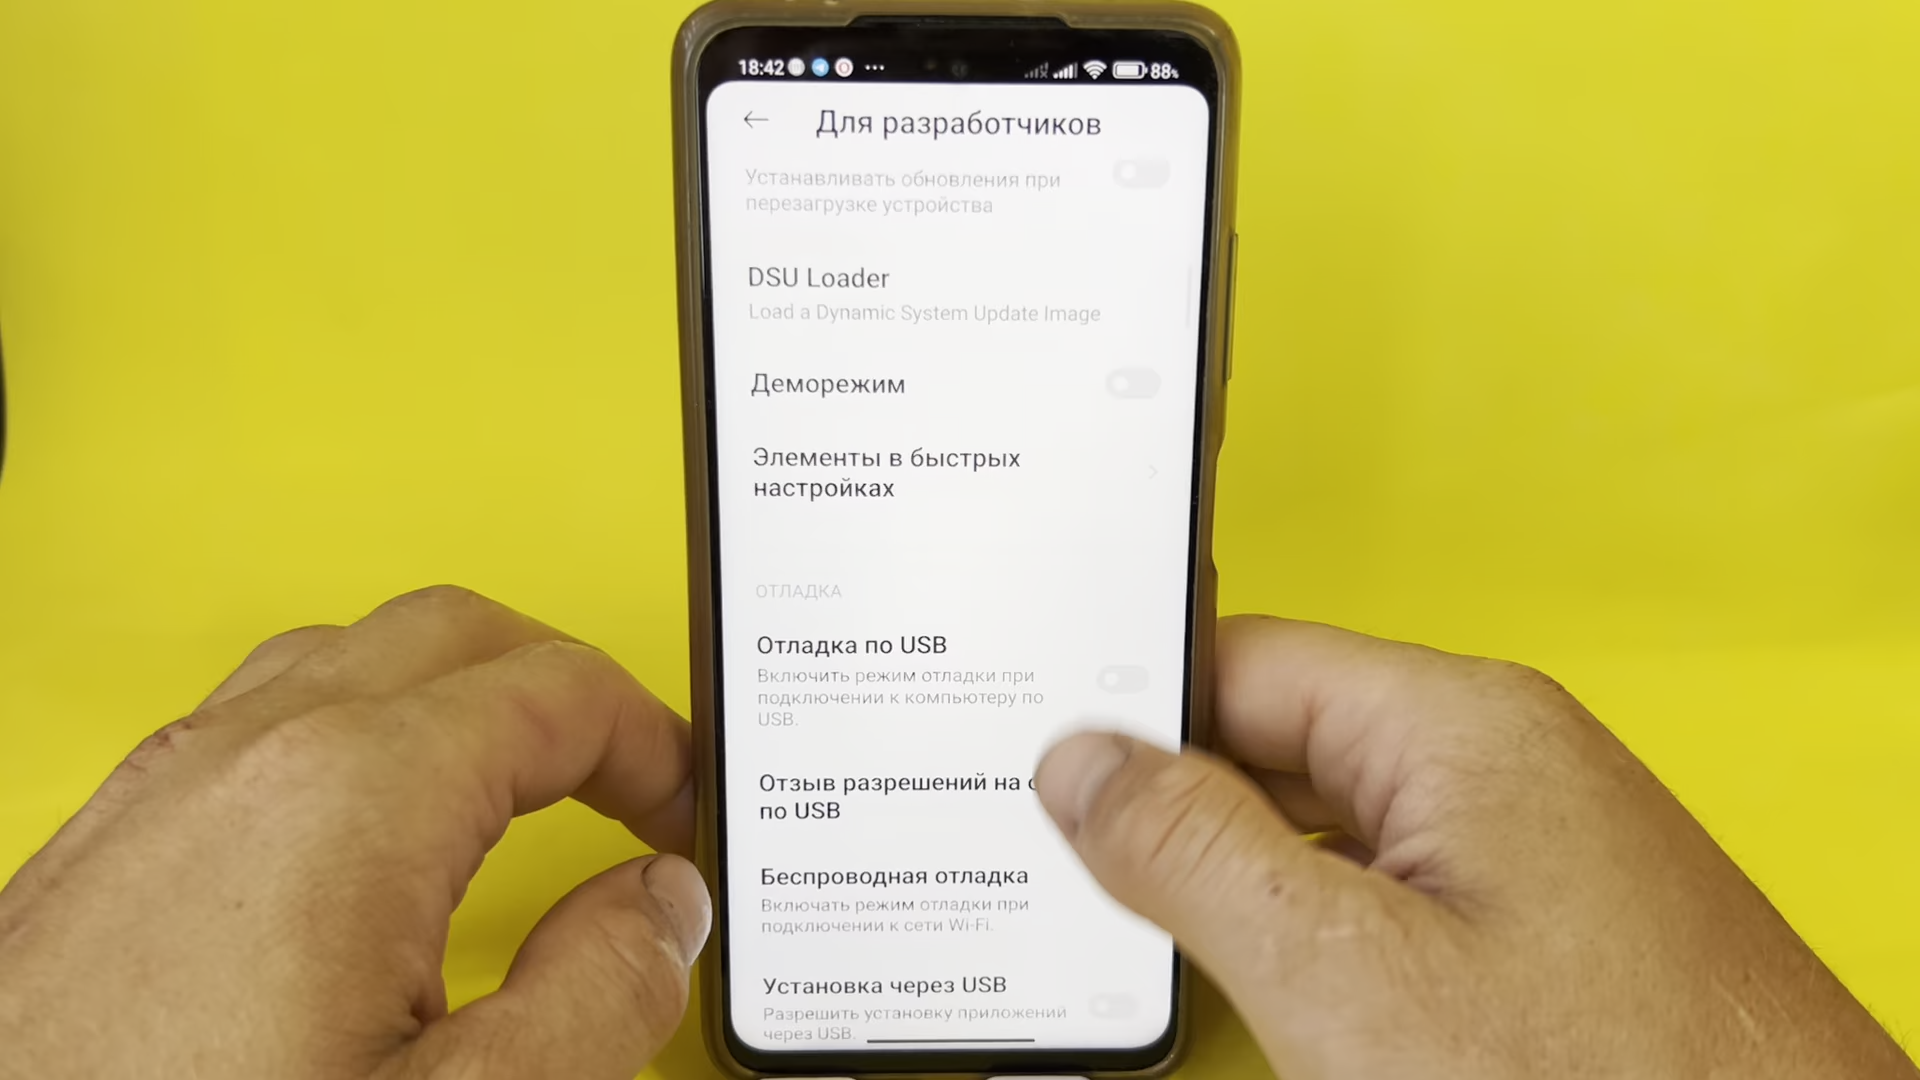 18:42 88%
Для разработчиков
Устанавливать обновления при
перезагрузке устройства
DSU Loader
Load a Dynamic System Update Image
Деморежим
Элементы в быстрых
настройках
ОТЛАДКА
Отладка по USB
Включить режим отладки при
подключении к компьютеру по
USB.
Отзыв разрешений на
по USB
Беспроводная отладка
Включать режим отладки при
подключении к сети Wi-Fi.
Установка через USB
Разрешить установку приложений
через USB.